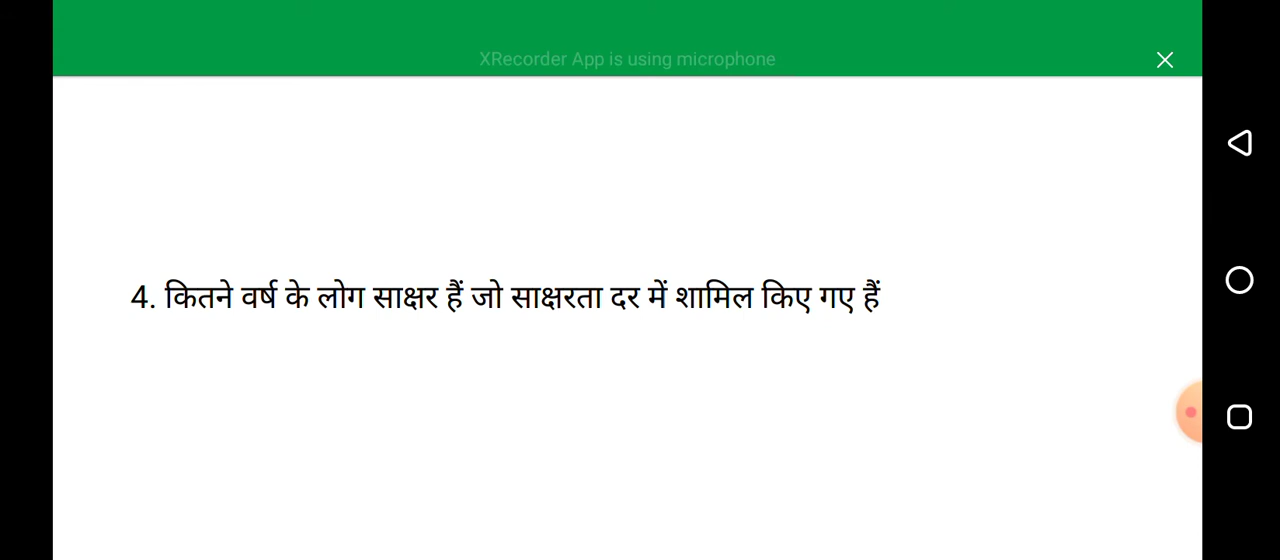 XRecorder App is using microphone
4. कितने वर्ष के लोग साक्षर हैं जो साक्षरता दर में शामिल किए गए हैं